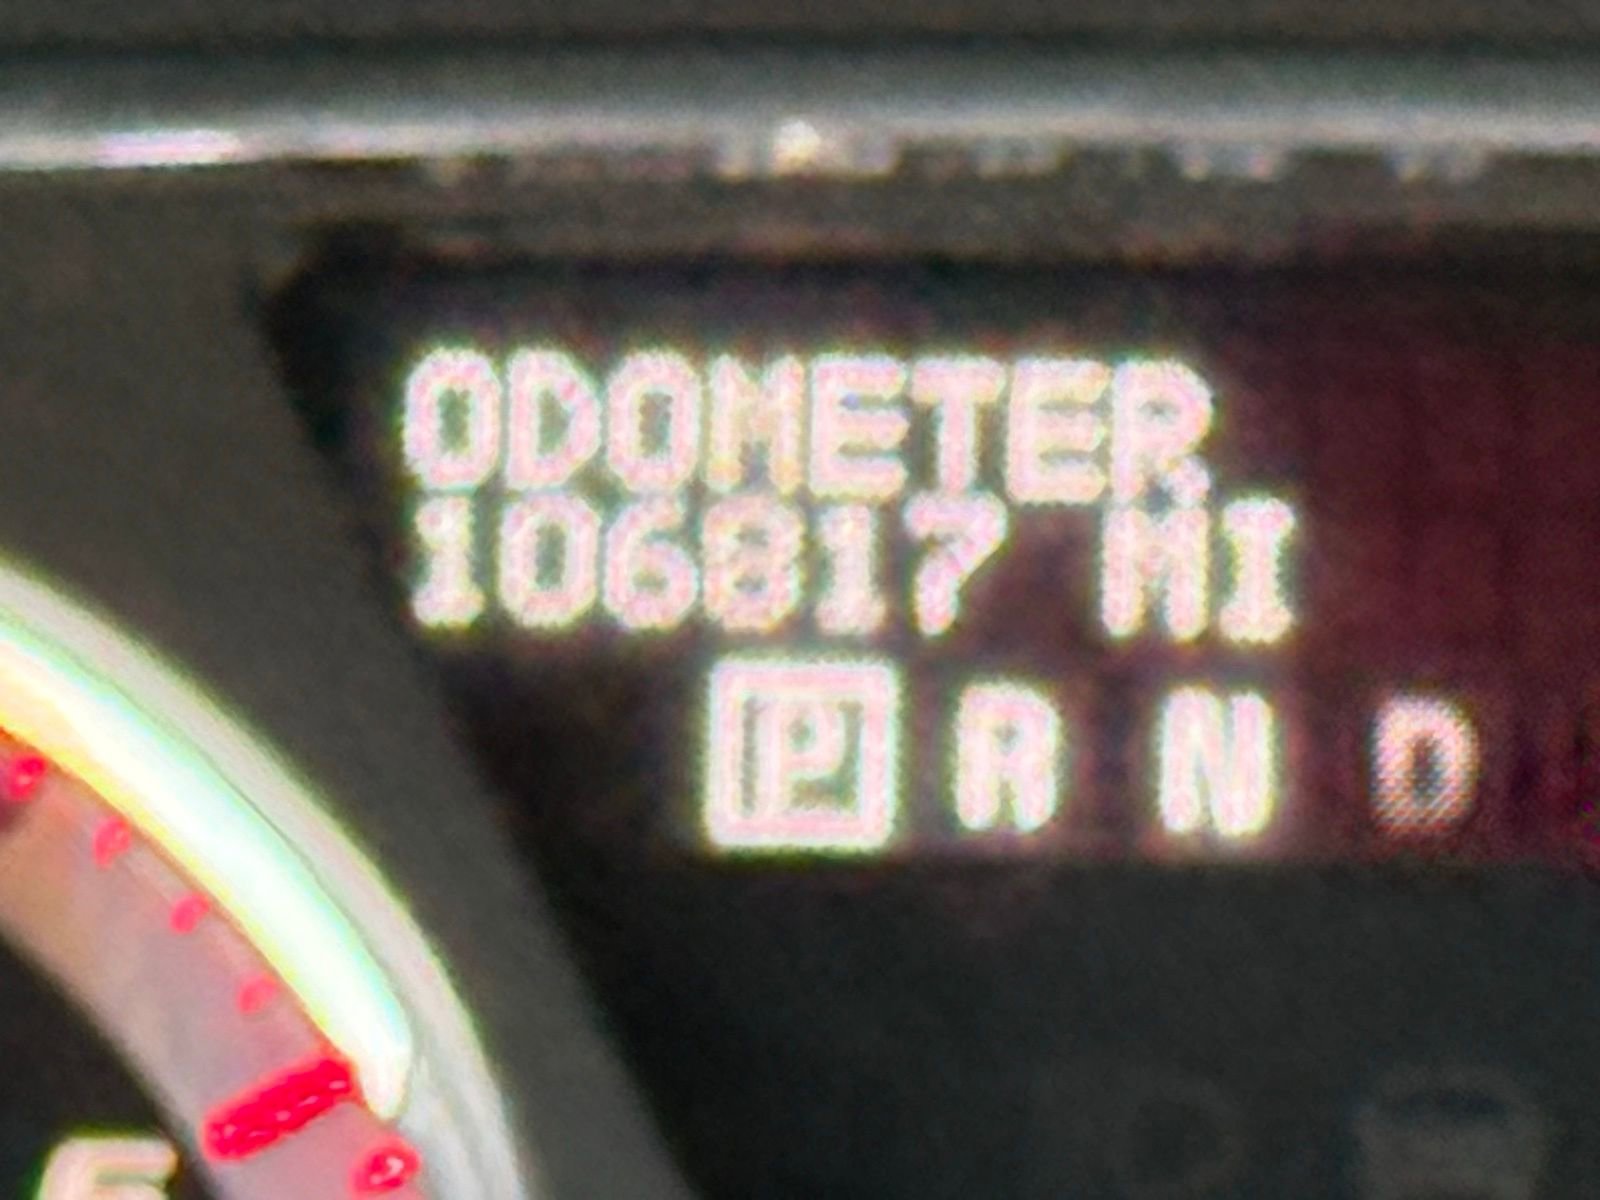 ODOMETER
106817 MI
P R N D